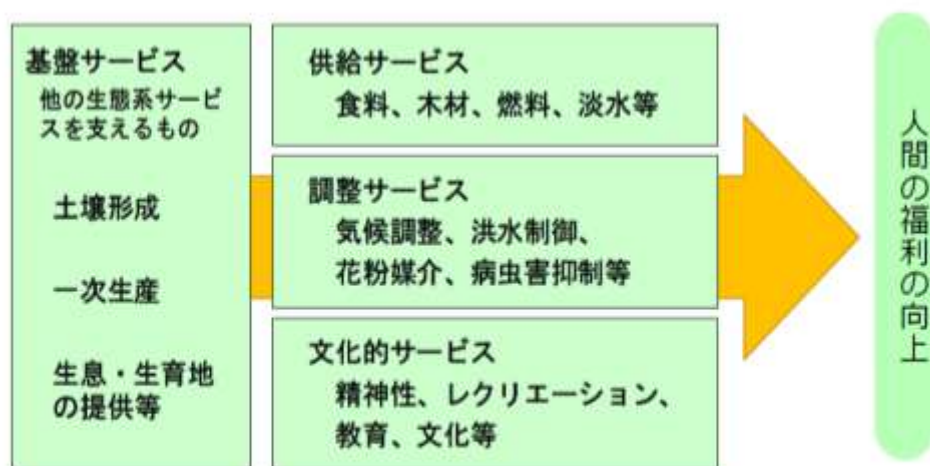 基盤サービス
他の生態系サービ
スを支えるもの
土壌形成
一次生産
生息・生育地
の提供等
供給サービス
食料、木材、燃料、淡水等
調整サービス
気候調整、洪水制御、
花粉媒介、病虫害抑制等
文化的サービス
精神性、レクリエーション、
教育、文化等
人間の福利の向上